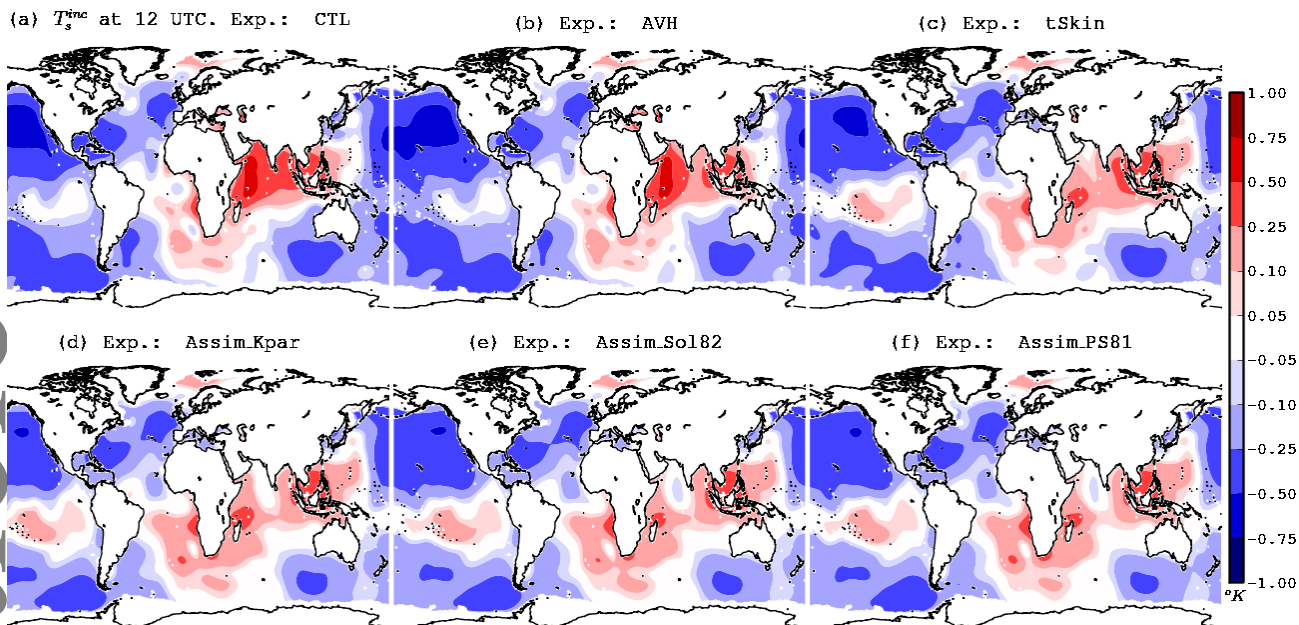 (a) T_s^inc at 12 UTC. Exp.: CTL
(b) Exp.: AVH
(c) Exp.: tSkin
(d) Exp.: Assim_Kpar
(e) Exp.: Assim_Sol82
(f) Exp.: Assim_PS81
1.00
0.75
0.50
0.25
0.10
0.05
-0.05
-0.10
-0.25
-0.50
-0.75
-1.00
°K